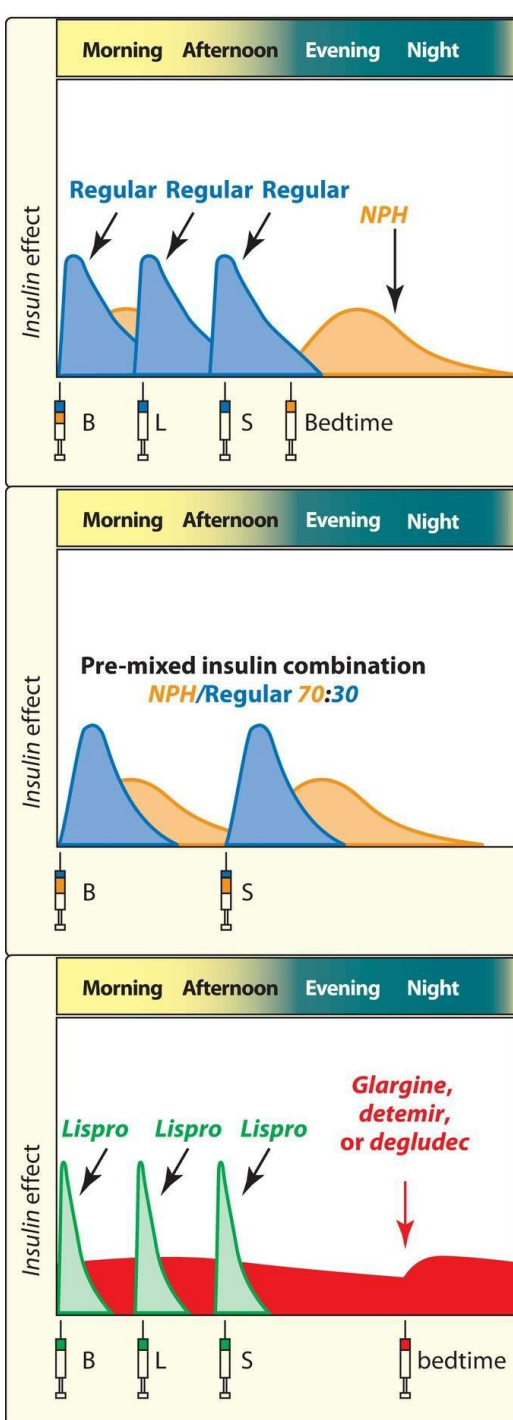 Morning Afternoon Evening Night
Insulin effect
Regular Regular Regular
NPH
B L S Bedtime
Morning Afternoon Evening Night
Insulin effect
Pre-mixed insulin combination
NPH/Regular 70:30
B S
Morning Afternoon Evening Night
Insulin effect
Glargine,
detemir,
or degludec
Lispro Lispro Lispro
B L S bedtime